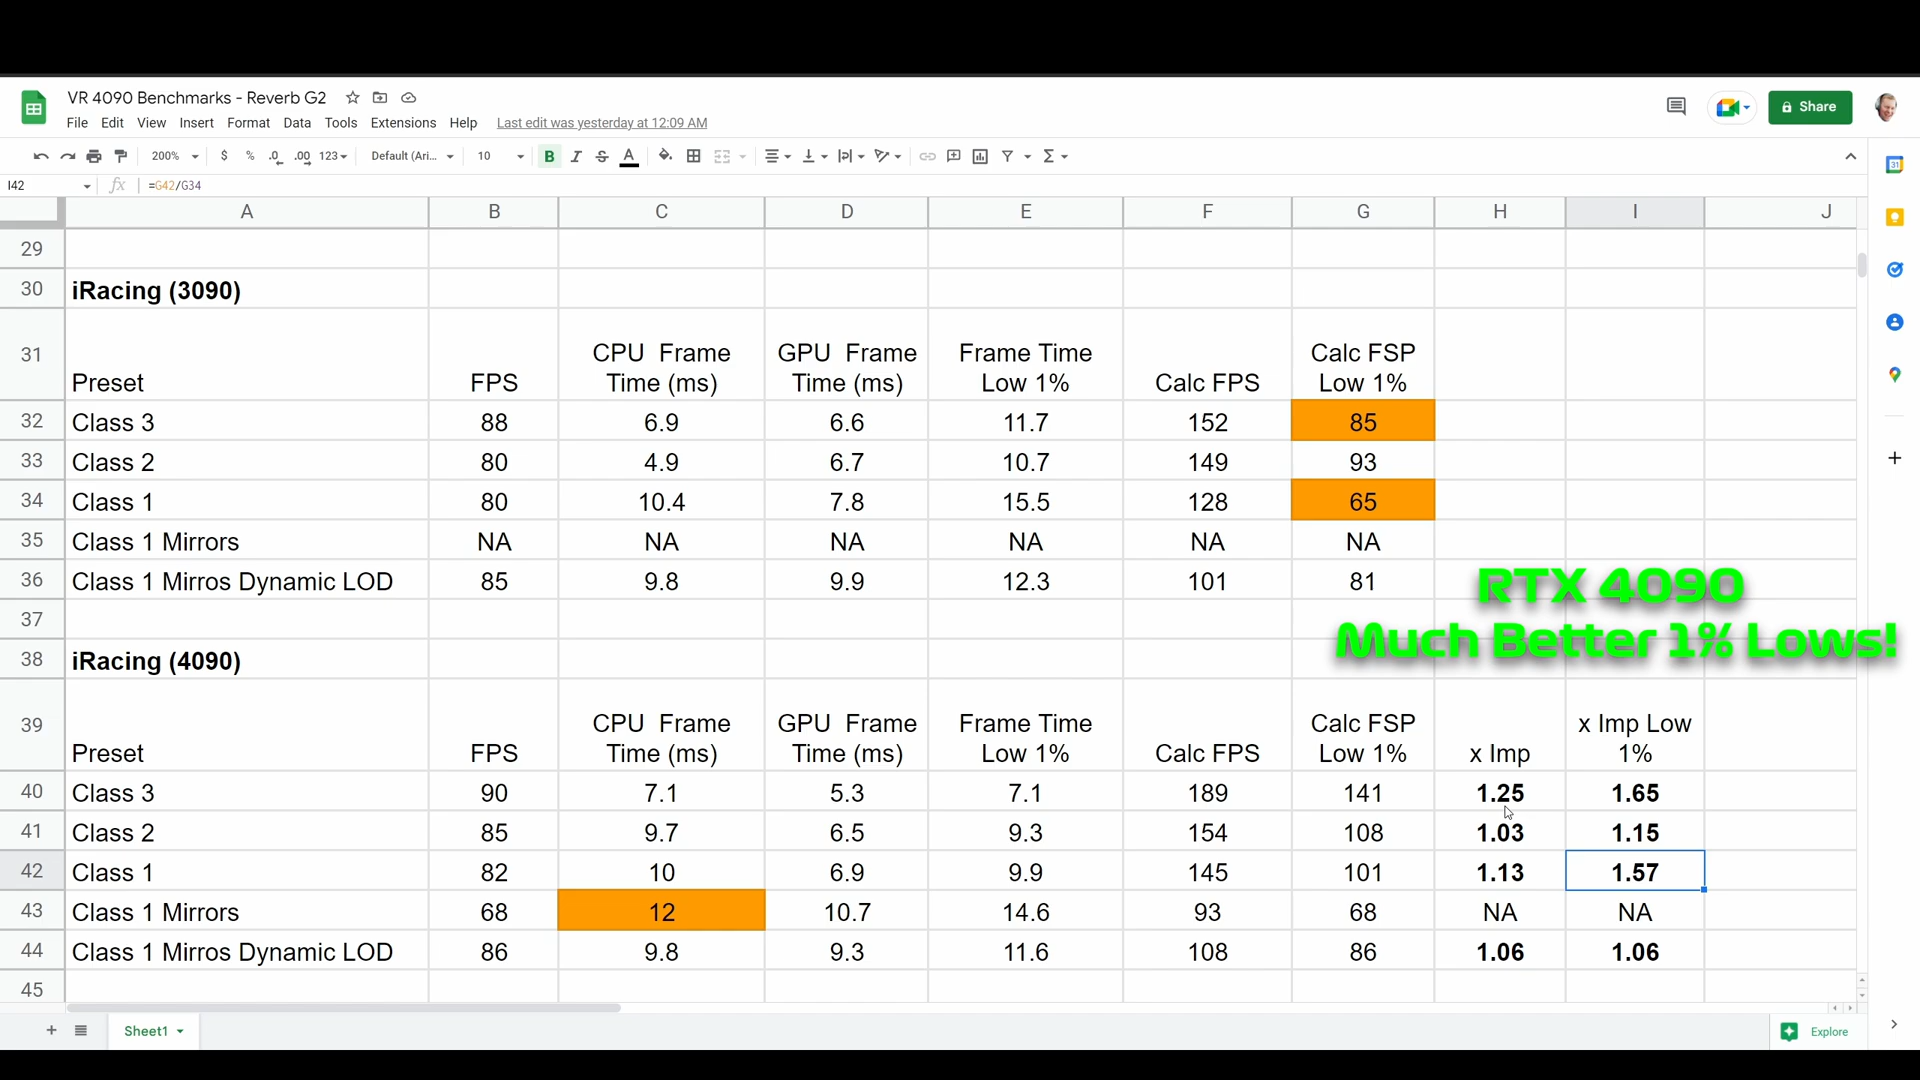 VR 4090 Benchmarks - Reverb G2
Share
File Edit View Insert Format Data Tools Extensions Help Last edit was yesterday at 12:09 AM
200% $ % .0 .00 123 Default (Ari... 10 B I S A Σ
I42 fx =G42/G34
A B C D E F G H I J
29
30 iRacing (3090)
31 Preset FPS CPU Frame Time (ms) GPU Frame Time (ms) Frame Time Low 1% Calc FPS Calc FSP Low 1%
32 Class 3 88 6.9 6.6 11.7 152 85
33 Class 2 80 4.9 6.7 10.7 149 93
34 Class 1 80 10.4 7.8 15.5 128 65
35 Class 1 Mirrors NA NA NA NA NA NA
36 Class 1 Mirros Dynamic LOD 85 9.8 9.9 12.3 101 81
RTX 4090
Much Better 1% Lows!
37
38 iRacing (4090)
39 Preset FPS CPU Frame Time (ms) GPU Frame Time (ms) Frame Time Low 1% Calc FPS Calc FSP Low 1% x Imp x Imp Low 1%
40 Class 3 90 7.1 5.3 7.1 189 141 1.25 1.65
41 Class 2 85 9.7 6.5 9.3 154 108 1.03 1.15
42 Class 1 82 10 6.9 9.9 145 101 1.13 1.57
43 Class 1 Mirrors 68 12 10.7 14.6 93 68 NA NA
44 Class 1 Mirros Dynamic LOD 86 9.8 9.3 11.6 108 86 1.06 1.06
45
Sheet1
Explore
31